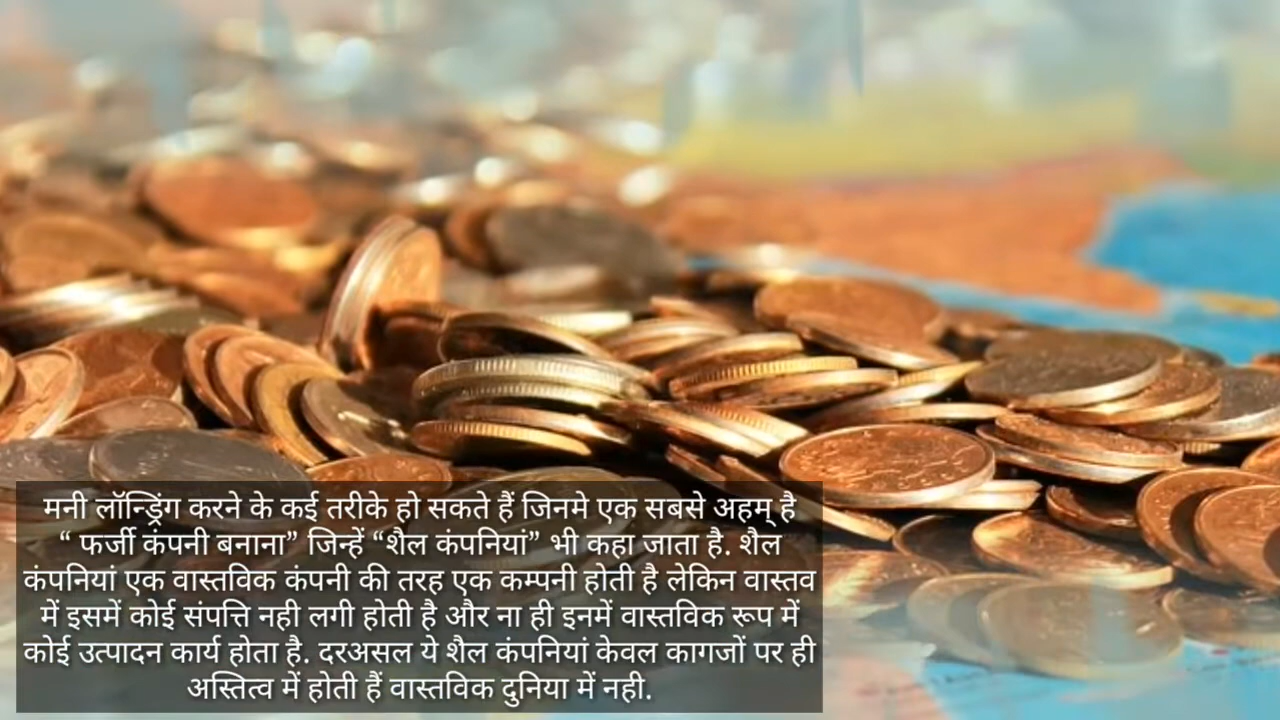 मनी लॉन्ड्रिंग करने के कई तरीके हो सकते हैं जिनमे एक सबसे अहम् है
“ फर्जी कंपनी बनाना” जिन्हें “शैल कंपनियां” भी कहा जाता है. शैल
कंपनियां एक वास्तविक कंपनी की तरह एक कम्पनी होती है लेकिन वास्तव
में इसमें कोई संपत्ति नही लगी होती है और ना ही इनमें वास्तविक रूप में
कोई उत्पादन कार्य होता है. दरअसल ये शैल कंपनियां केवल कागजों पर ही
अस्तित्व में होती हैं वास्तविक दुनिया में नही.